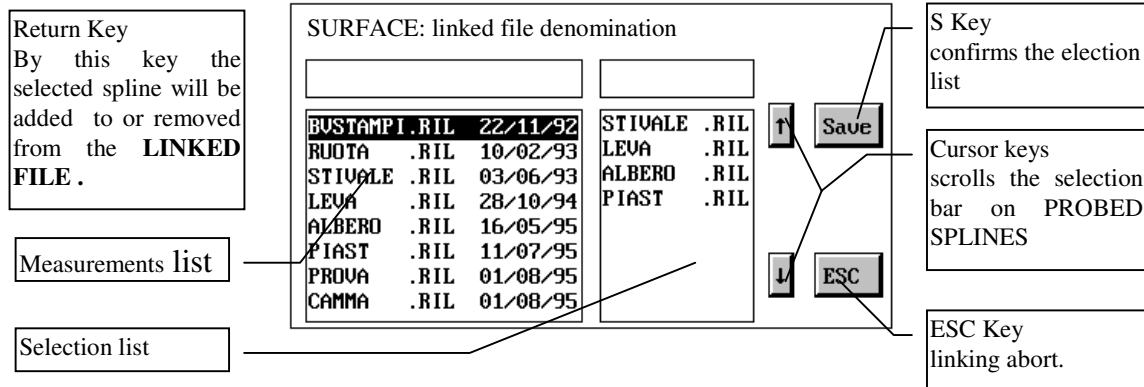 Return Key
By this key the
selected spline will be
added to or removed
from the LINKED
FILE .
Measurements list
Selection list
SURFACE: linked file denomination
BVSTAMPI.RIL 22/11/92
RUOTA .RIL 10/02/93
STIVALE .RIL 03/06/93
LEVA .RIL 28/10/94
ALBERO .RIL 16/05/95
PIAST .RIL 11/07/95
PROVA .RIL 01/08/95
CAMMA .RIL 01/08/95
STIVALE .RIL
LEVA .RIL
ALBERO .RIL
PIAST .RIL
↑
Save
↓
ESC
S Key
confirms the election
list
Cursor keys
scrolls the selection
bar on PROBED
SPLINES
ESC Key
linking abort.